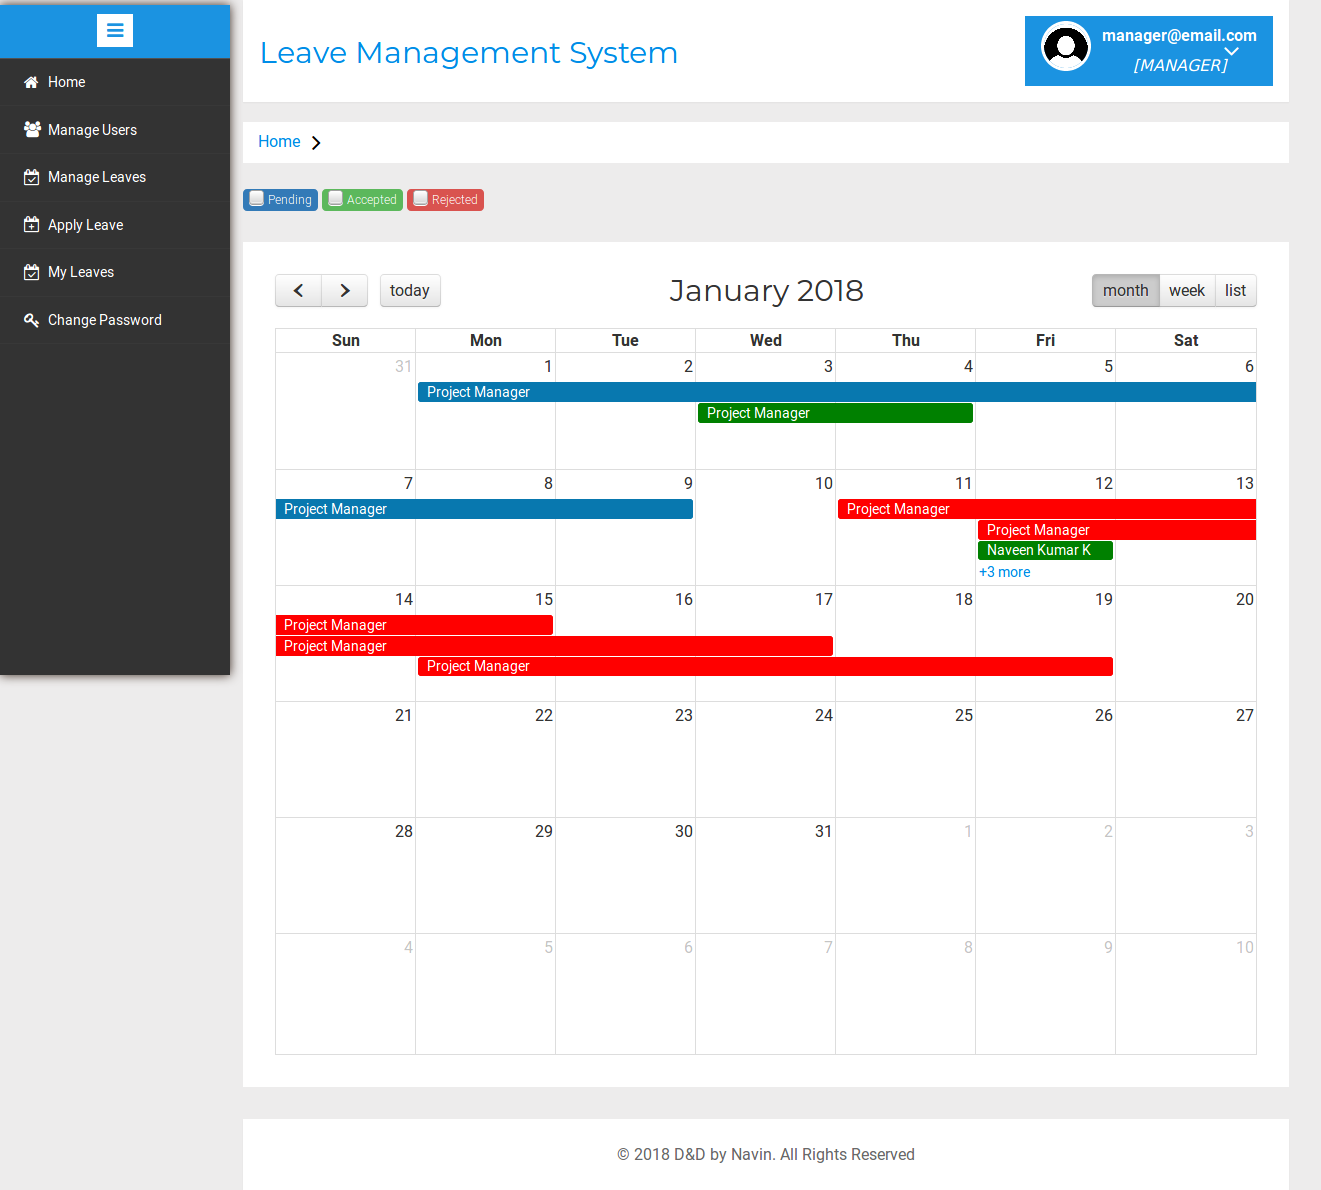 Leave Management System
manager@email.com
[MANAGER]
Home
Manage Users
Manage Leaves
Apply Leave
My Leaves
Change Password
Home
Pending Accepted Rejected
today
January 2018
month week list
Sun Mon Tue Wed Thu Fri Sat
31 1 2 3 4 5 6
Project Manager
Project Manager
7 8 9 10 11 12 13
Project Manager Project Manager
Project Manager
Naveen Kumar K
+3 more
14 15 16 17 18 19 20
Project Manager
Project Manager
Project Manager
21 22 23 24 25 26 27
28 29 30 31 1 2 3
4 5 6 7 8 9 10
© 2018 D&D by Navin. All Rights Reserved